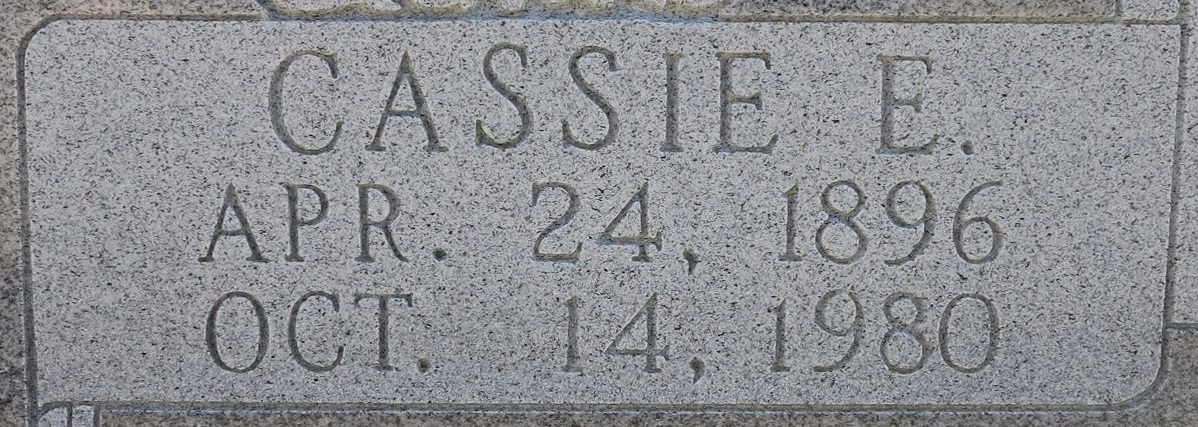 CASSIE E.
APR. 24, 1896
OCT. 14, 1980